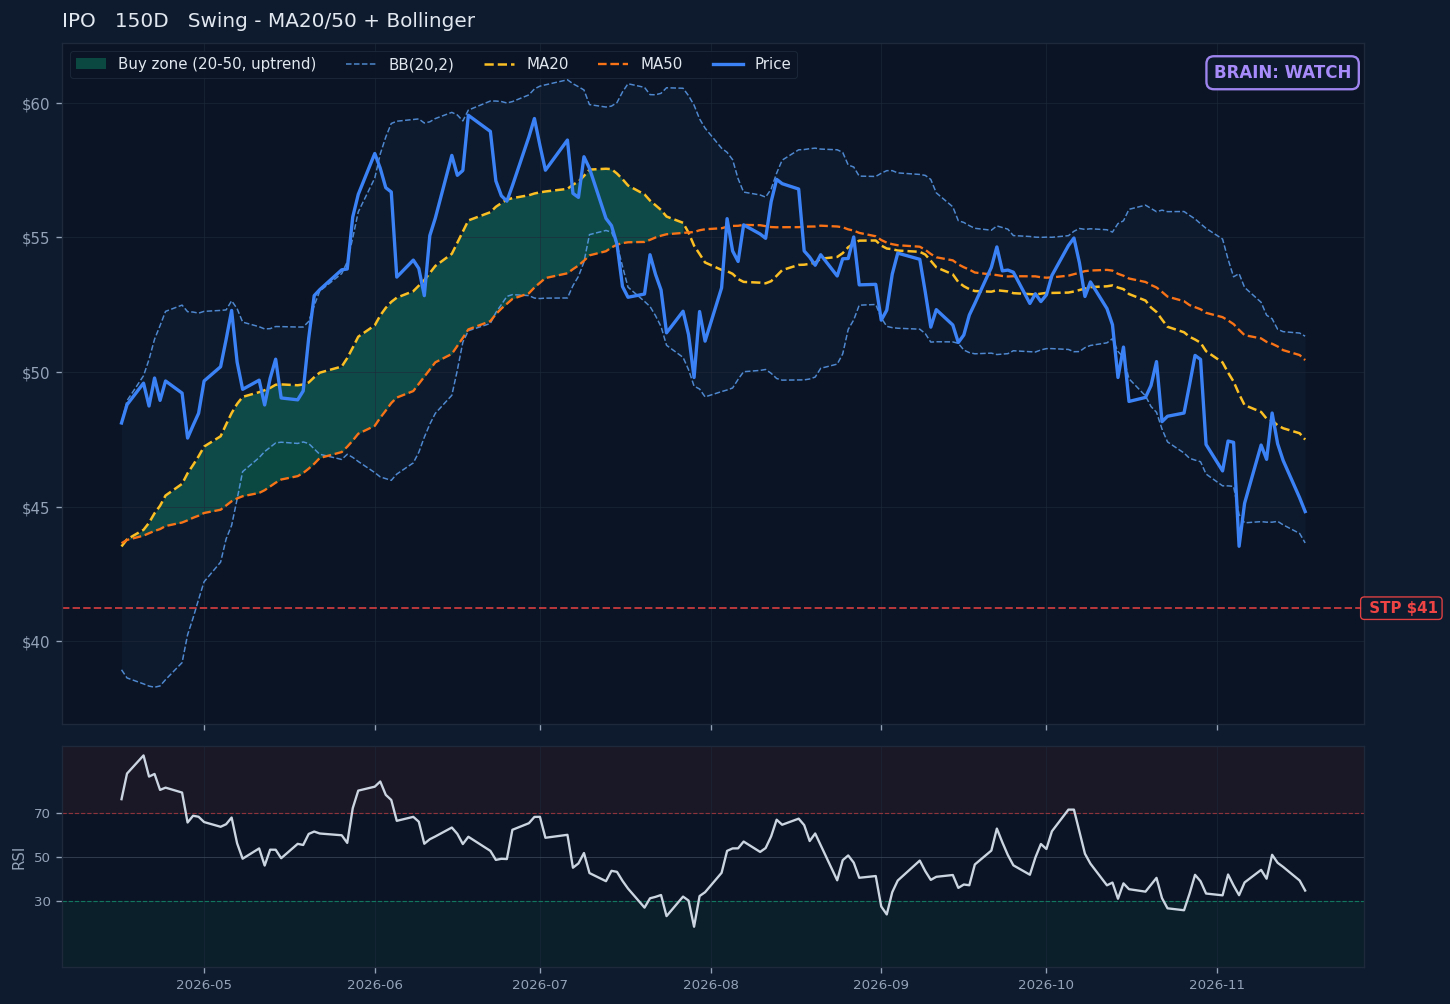 IPO 150D Swing - MA20/50 + Bollinger
Buy zone (20-50, uptrend) BB(20,2) MA20 MA50 Price
BRAIN: WATCH
$60
$55
$50
$45
$40
STP $41
70
50
30
RSI
2026-05 2026-06 2026-07 2026-08 2026-09 2026-10 2026-11